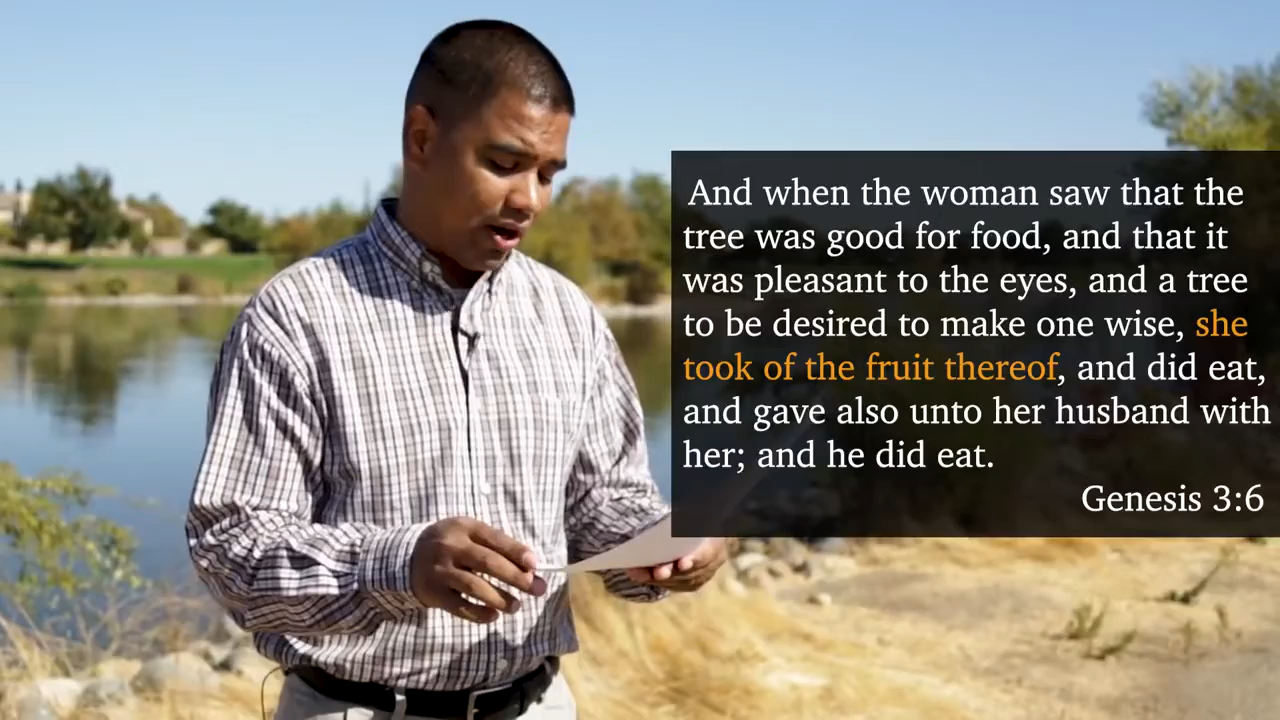 And when the woman saw that the
tree was good for food, and that it
was pleasant to the eyes, and a tree
to be desired to make one wise, she
took of the fruit thereof, and did eat,
and gave also unto her husband with
her; and he did eat.
Genesis 3:6